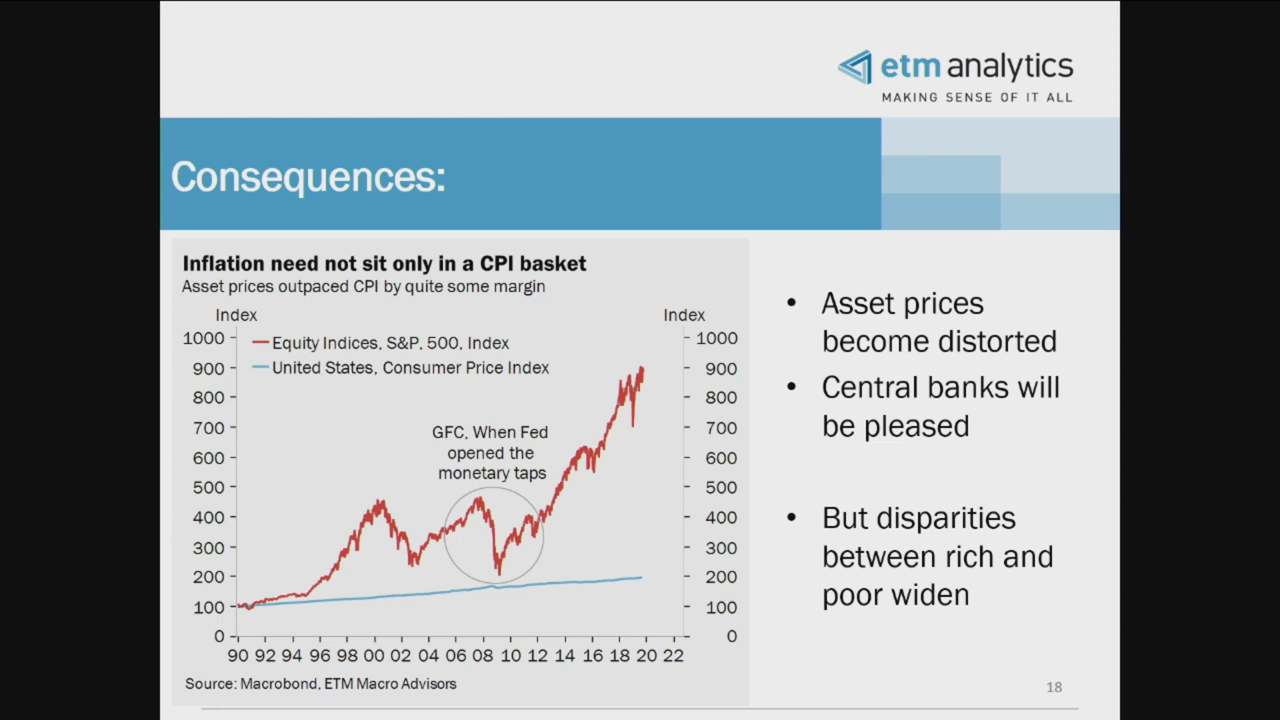 etm analytics
MAKING SENSE OF IT ALL
Consequences:
Inflation need not sit only in a CPI basket
Asset prices outpaced CPI by quite some margin
Index Index
1000 1000
Equity Indices, S&P, 500, Index
United States, Consumer Price Index
900 900
800 800
700 700
600 600
500 500
400 400
300 300
200 200
100 100
0 0
GFC, When Fed
opened the
monetary taps
90 92 94 96 98 00 02 04 06 08 10 12 14 16 18 20 22
Source: Macrobond, ETM Macro Advisors
• Asset prices
become distorted
• Central banks will
be pleased
• But disparities
between rich and
poor widen
18